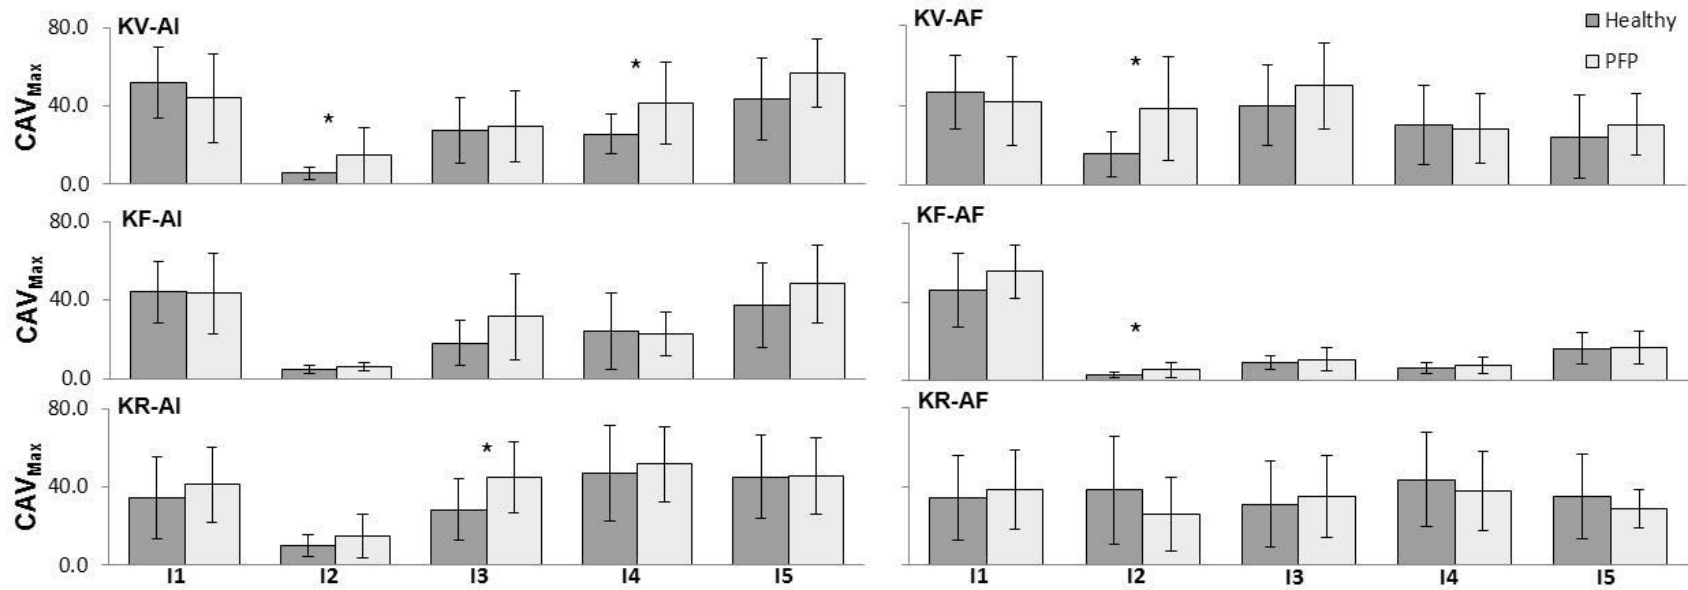 KV-AI
80.0
40.0
0.0
CAVMax
*
*
KV-AF
*
Healthy
PFP
KF-AI
80.0
40.0
0.0
CAVMax
KF-AF
*
KR-AI
80.0
40.0
0.0
CAVMax
*
I1 I2 I3 I4 I5
KR-AF
I1 I2 I3 I4 I5